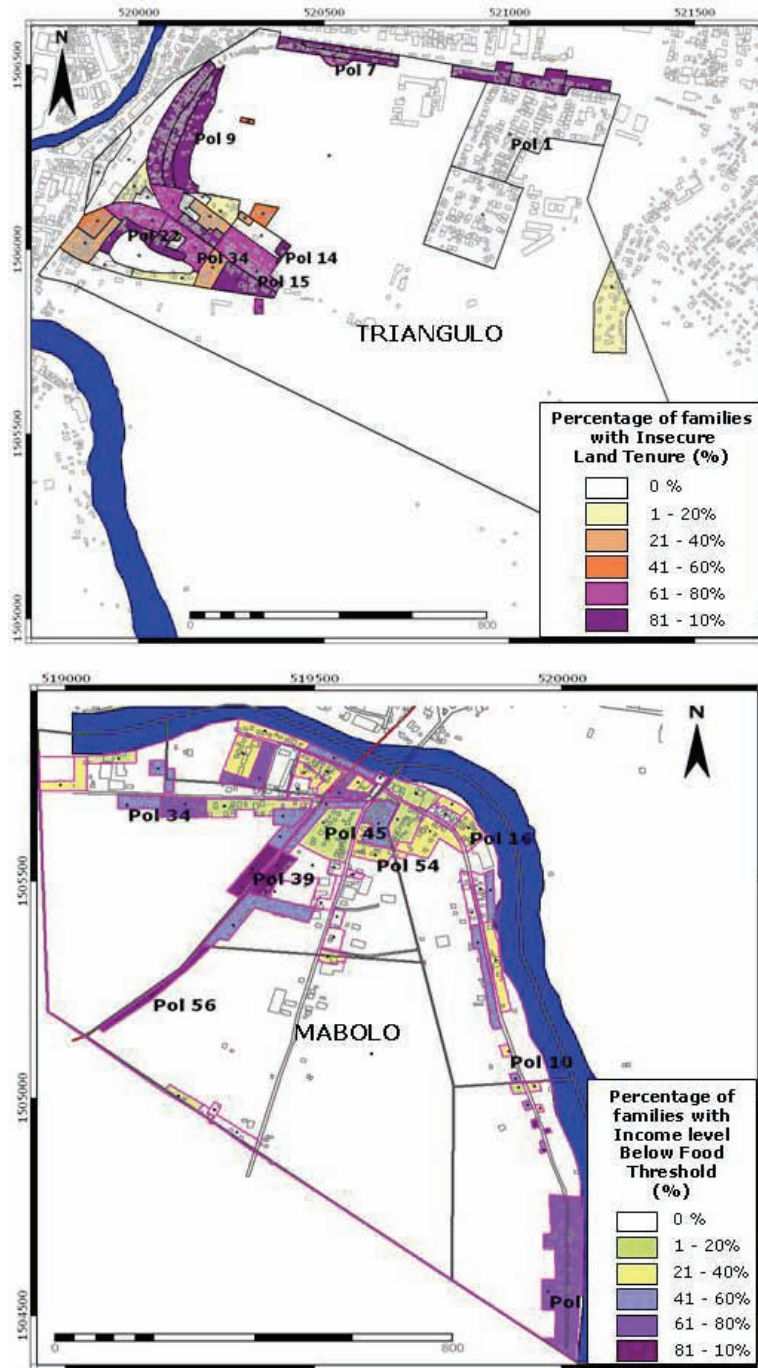 520000 520500 521000 521500
N
1506500
Pol 7
Pol 9
Pol 1
1506000
Pol 22
Pol 34
Pol 14
Pol 15
TRIANGULO
1505500
Percentage of families
with Insecure
Land Tenure (%)
0 %
1 - 20%
21 - 40%
41 - 60%
61 - 80%
81 - 10%
1505000
0 800
519000 519500 520000
N
Pol 34
Pol 45
Pol 16
Pol 54
1505500
Pol 39
Pol 56
MABOLO
Pol 10
1505000
Percentage of
families with
Income level
Below Food
Threshold
(%)
0 %
1 - 20%
21 - 40%
41 - 60%
61 - 80%
81 - 10%
Pol
1504500
0 800